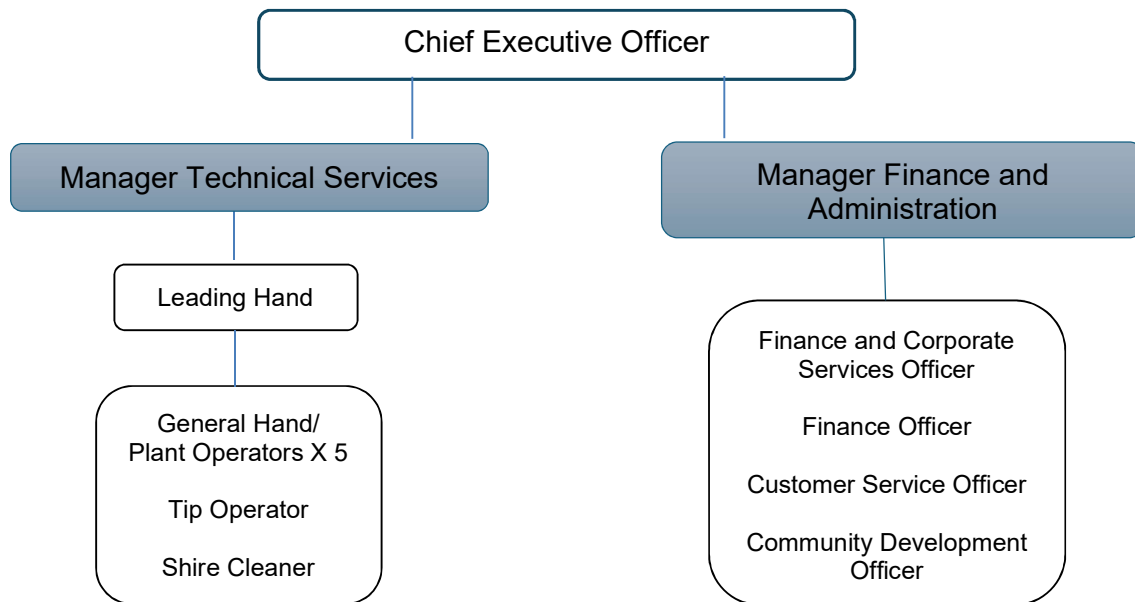 Chief Executive Officer
Manager Technical Services
Manager Finance and
Administration
Leading Hand
General Hand/
Plant Operators X 5
Tip Operator
Shire Cleaner
Finance and Corporate
Services Officer
Finance Officer
Customer Service Officer
Community Development
Officer